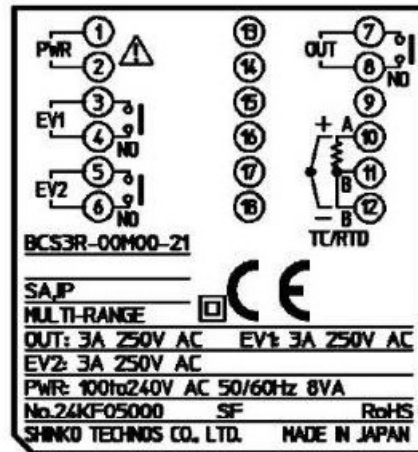 PWR 1 13 7
2 14 OUT 8 NO
EV1 3 15 9
4 NO 16 + A 10
EV2 5 17 B 11
6 NO 18 − B 12
TC/RTD
BCS3R-00M00-21
SA,JP
MULTI-RANGE CE
OUT: 3A 250V AC EV1: 3A 250V AC
EV2: 3A 250V AC
PWR: 100to240V AC 50/60Hz 8VA
No.24KF05000 SF RoHS
SHINKO TECHNOS CO., LTD. MADE IN JAPAN